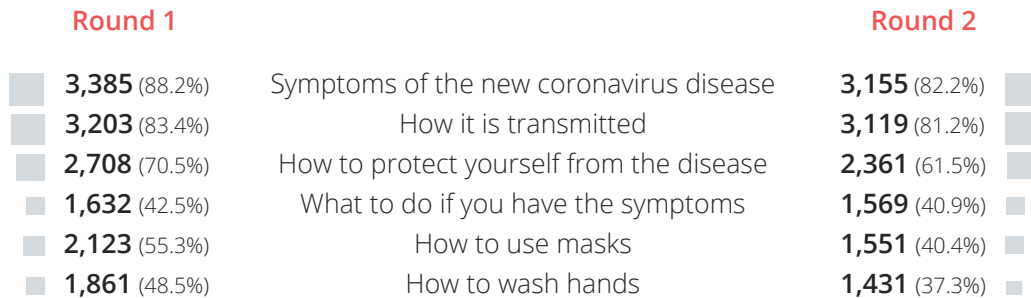 Round 1 Round 2
3,385 (88.2%) Symptoms of the new coronavirus disease 3,155 (82.2%)
3,203 (83.4%) How it is transmitted 3,119 (81.2%)
2,708 (70.5%) How to protect yourself from the disease 2,361 (61.5%)
1,632 (42.5%) What to do if you have the symptoms 1,569 (40.9%)
2,123 (55.3%) How to use masks 1,551 (40.4%)
1,861 (48.5%) How to wash hands 1,431 (37.3%)